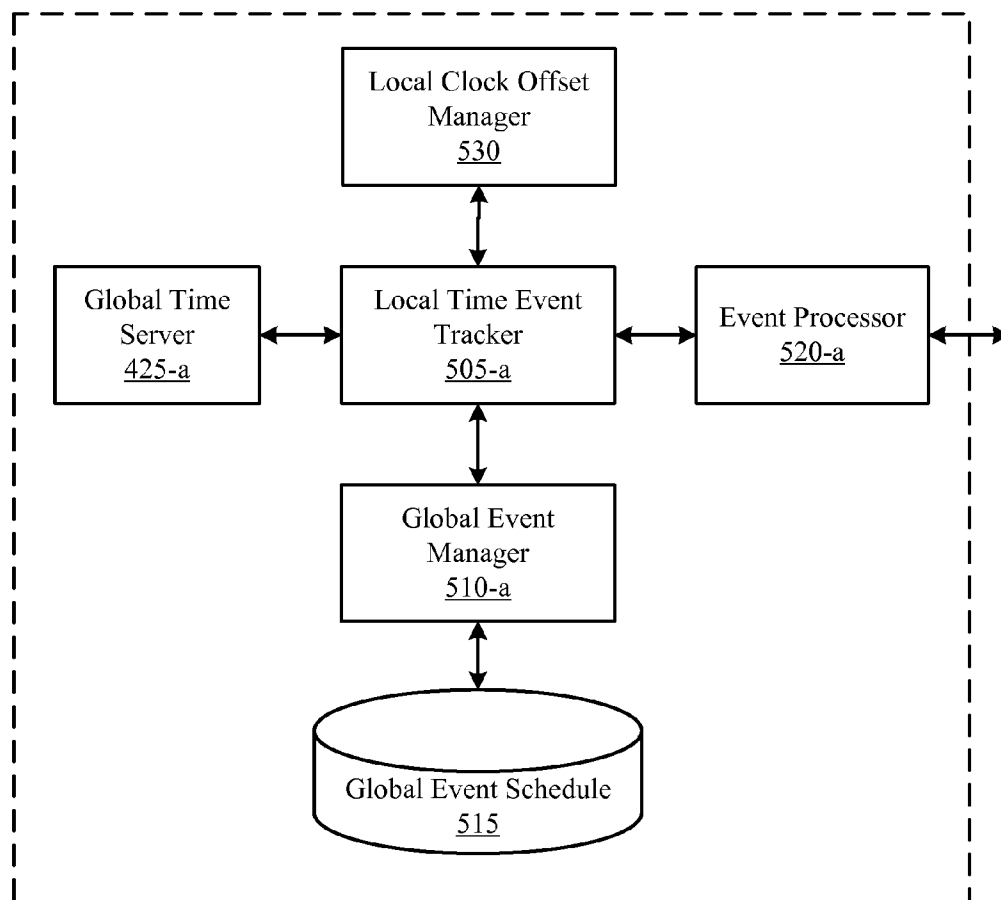 Local Clock Offset
Manager
530
Global Time
Server
425-a
Local Time Event
Tracker
505-a
Event Processor
520-a
Global Event
Manager
510-a
Global Event Schedule
515